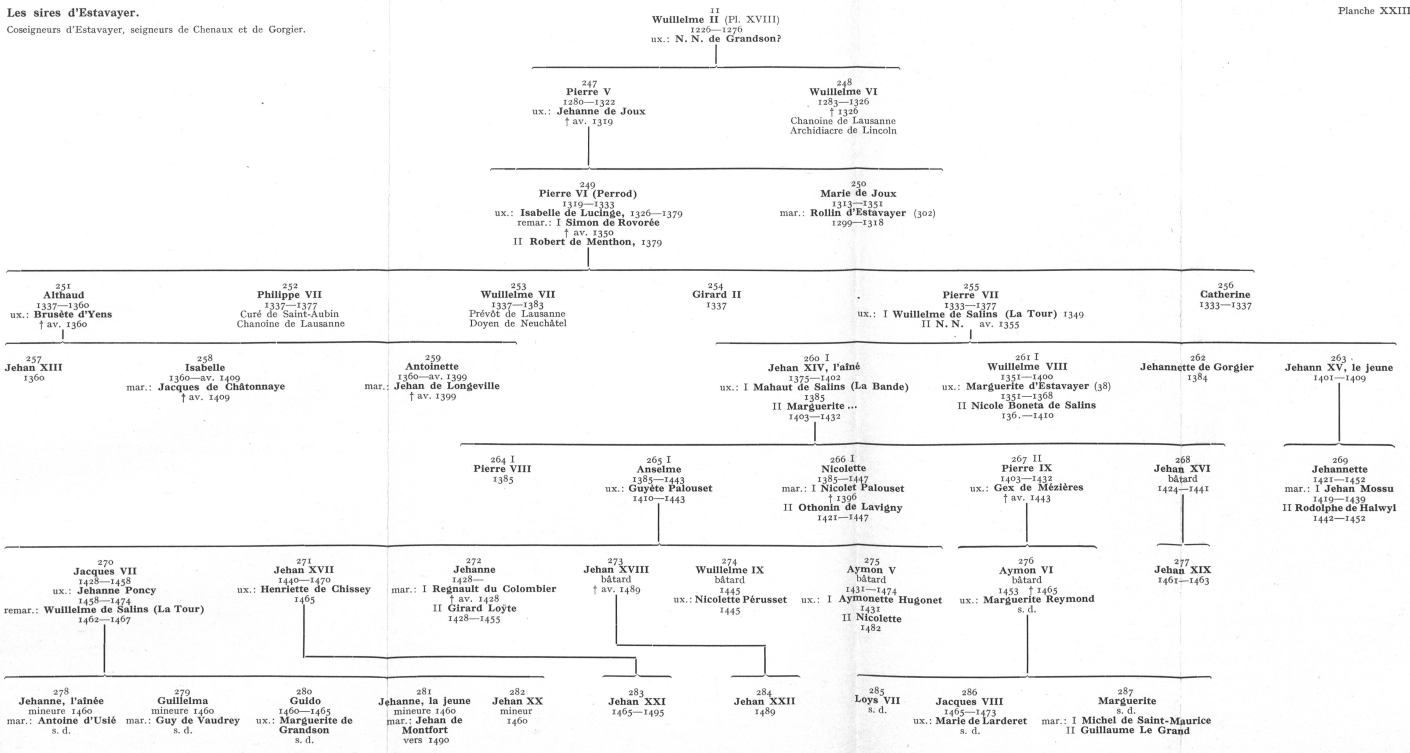 Les sires d'Estavayer.
Coseigneurs d'Estavayer, seigneurs de Chenaux et de Gorgier.
Planche XXIII
11
Wuillelme II (Pl. XVIII)
1226—1276
ux.: N. N. de Grandson?
247
Pierre V
1280—1322
ux.: Jehanne de Joux
† av. 1319
248
Wuillelme VI
1283—1326
† 1326
Chanoine de Lausanne
Archidiacre de Lincoln
249
Pierre VI (Perrod)
1319—1333
ux.: Isabelle de Lucinge, 1326—1379
remar.: I Simon de Rovorée
† av. 1350
II Robert de Menthon, 1379
250
Marie de Joux
1313—1351
mar.: Rollin d'Estavayer (302)
1299—1318
251
Althaud
1337—1360
ux.: Brusète d'Yens
† av. 1360
252
Philippe VII
1337—1377
Curé de Saint-Aubin
Chanoine de Lausanne
253
Wuillelme VII
1337—1383
Prévôt de Lausanne
Doyen de Neuchâtel
254
Girard II
1337
255
Pierre VII
1333—1377
ux.: I Wuillelme de Salins (La Tour) 1349
II N. N. av. 1355
256
Catherine
1333—1337
257
Jehan XIII
1360
258
Isabelle
1360—av. 1409
mar.: Jacques de Châtonnaye
† av. 1409
259
Antoinette
1360—av. 1399
mar.: Jehan de Longeville
† av. 1399
260 I
Jehan XIV, l'aîné
1375—1402
ux.: I Mahaut de Salins (La Bande)
1385
II Marguerite ...
1403—1432
261 I
Wuillelme VIII
1351—1400
ux.: Marguerite d'Estavayer (38)
1351—1368
II Nicole Boneta de Salins
136.—1410
262
Jehannette de Gorgier
1384
263
Jehann XV, le jeune
1401—1409
264 I
Pierre VIII
1385
265 I
Anselme
1385—1443
ux.: Guyète Palouset
1410—1443
266 I
Nicolette
1385—1447
mar.: I Nicolet Palouset
† 1396
II Othonin de Lavigny
1421—1447
267 II
Pierre IX
1403—1432
ux.: Gex de Mézières
† av. 1443
268
Jehan XVI
bâtard
1424—1441
269
Jehannette
1421—1452
mar.: I Jehan Mossu
1419—1439
II Rodolphe de Halwyl
1442—1452
270
Jacques VII
1428—1458
ux.: Jehanne Poncy
1458—1474
remar.: Wuillelme de Salins (La Tour)
1462—1467
271
Jehan XVII
1440—1470
ux.: Henriette de Chissey
1465
272
Jehanne
1428—
mar.: I Regnault du Colombier
† av. 1428
II Girard Loÿte
1428—1455
273
Jehan XVIII
bâtard
† av. 1489
274
Wuillelme IX
bâtard
1445
ux.: Nicolette Pérusset
1445
275
Aymon V
bâtard
1431—1474
ux.: I Aymonette Hugonet
1431
II Nicolette
1482
276
Aymon VI
bâtard
1453 † 1465
ux.: Marguerite Reymond
s. d.
277
Jehan XIX
1461—1463
278
Jehanne, l'aînée
mineure 1460
mar.: Antoine d'Usié
s. d.
279
Guillelma
mineure 1460
mar.: Guy de Vaudrey
s. d.
280
Guido
1460—1465
ux.: Marguerite de
Grandson
s. d.
281
Jehanne, la jeune
mineure 1460
mar.: Jehan de
Montfort
vers 1490
282
Jehan XX
mineur
1460
283
Jehan XXI
1465—1495
284
Jehan XXII
1489
285
Loys VII
s. d.
286
Jacques VIII
1465—1473
ux.: Marie de Larderet
s. d.
287
Marguerite
s. d.
mar.: I Michel de Saint-Maurice
II Guillaume Le Grand